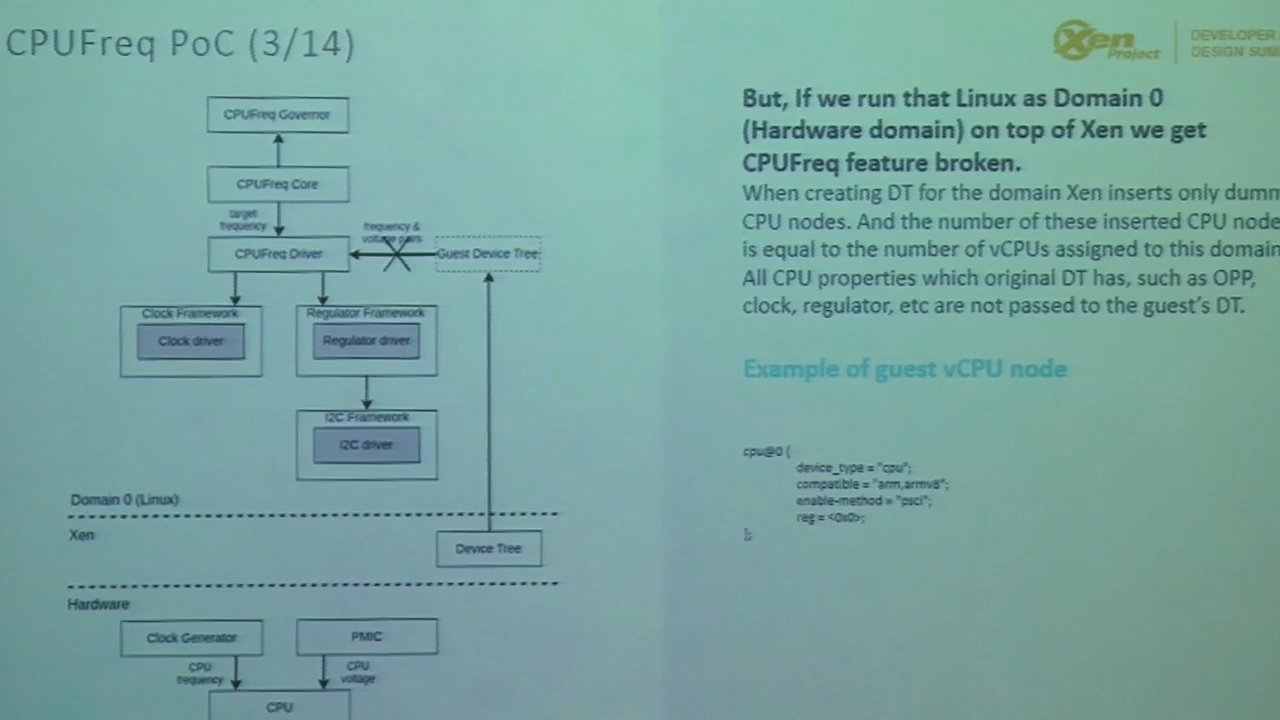 CPUFreq PoC (3/14)
Xen
Project
DEVELOPER
DESIGN
CPUFreq Governor
CPUFreq Core
target
frequency
frequency &
voltage pairs
CPUFreq Driver
Guest Device Tree
Clock Framework
Clock driver
Regulator Framework
Regulator driver
I2C Framework
I2C driver
Domain 0 (Linux)
Xen
Device Tree
Hardware
Clock Generator
PMIC
CPU
frequency
CPU
voltage
CPU
But, If we run that Linux as Domain 0
(Hardware domain) on top of Xen we get
CPUFreq feature broken.
When creating DT for the domain Xen inserts only
CPU nodes. And the number of these inserted CPU
is equal to the number of vCPUs assigned to this domain
All CPU properties which original DT has, such as OPP,
clock, regulator, etc are not passed to the guest's DT.
Example of guest vCPU node
cpu@0 {
device_type = "cpu";
compatible = "arm,armv8";
enable-method = "psci";
reg = <0x0>;
};